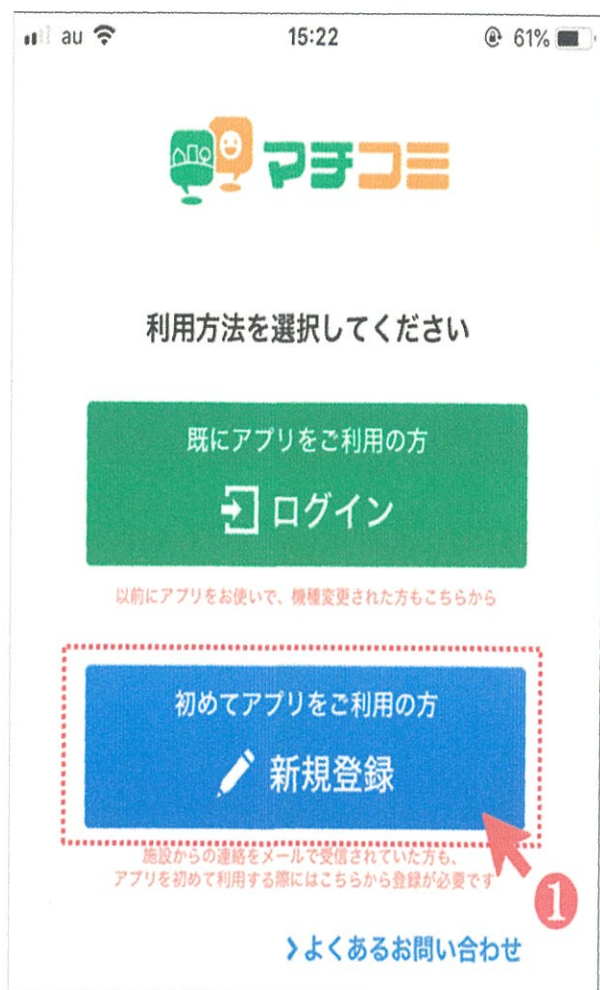 au 15:22 61%
マチコミ
利用方法を選択してください
既にアプリをご利用の方
ログイン
以前にアプリをお使いで、機種変更された方もこちらから
初めてアプリをご利用の方
新規登録
施設からの連絡をメールで受信されていた方も、
アプリを初めて利用する際にはこちらから登録が必要です
1
よくあるお問い合わせ